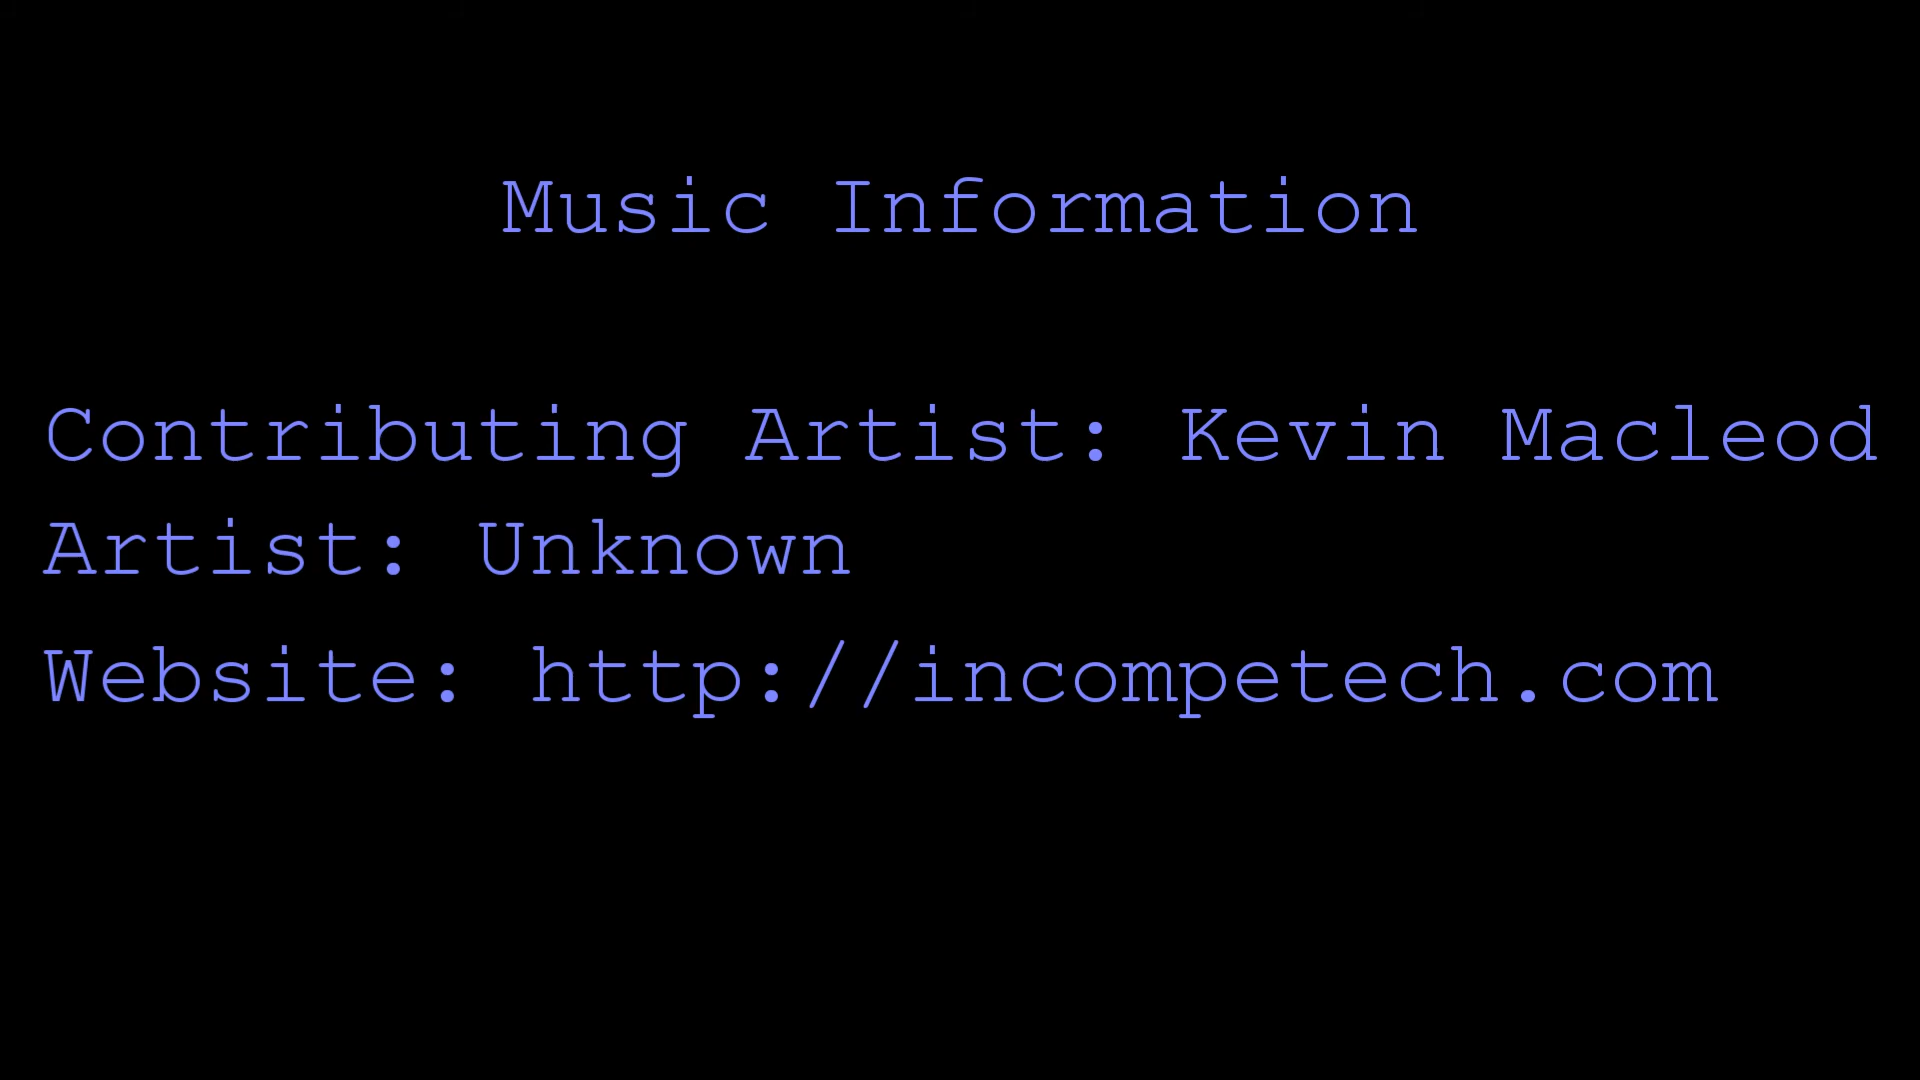 Music Information
Contributing Artist: Kevin Macleod
Artist: Unknown
Website: http://incompetech.com